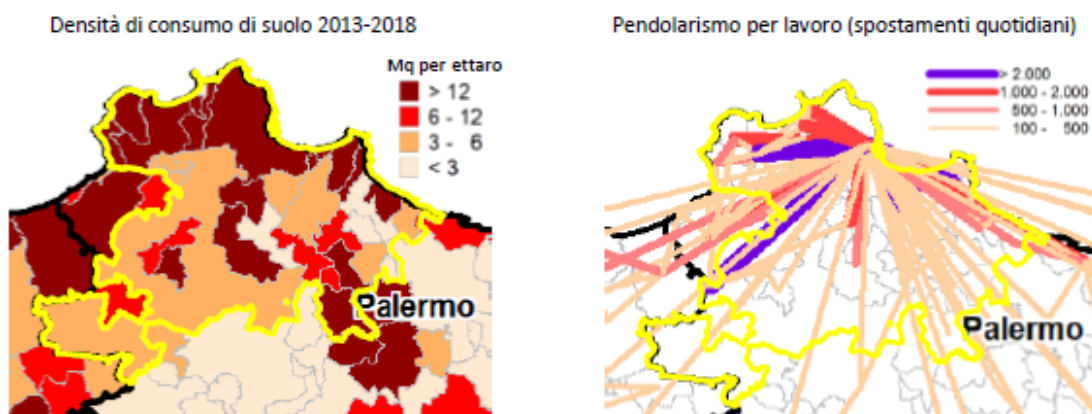 Densità di consumo di suolo 2013-2018
Mq per ettaro
> 12
6 - 12
3 - 6
< 3
Palermo
Pendolarismo per lavoro (spostamenti quotidiani)
> 2.000
1.000 - 2.000
500 - 1.000
100 - 500
Palermo